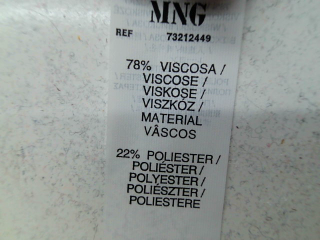 MNG
REF 73212449
78% VISCOSA /
VISCOSE /
VISKOSE /
VISZKÓZ /
MATERIAL
VÂSCOS
22% POLIESTER /
POLIÉSTER /
POLYESTER /
POLIÉSZTER /
POLIESTERE